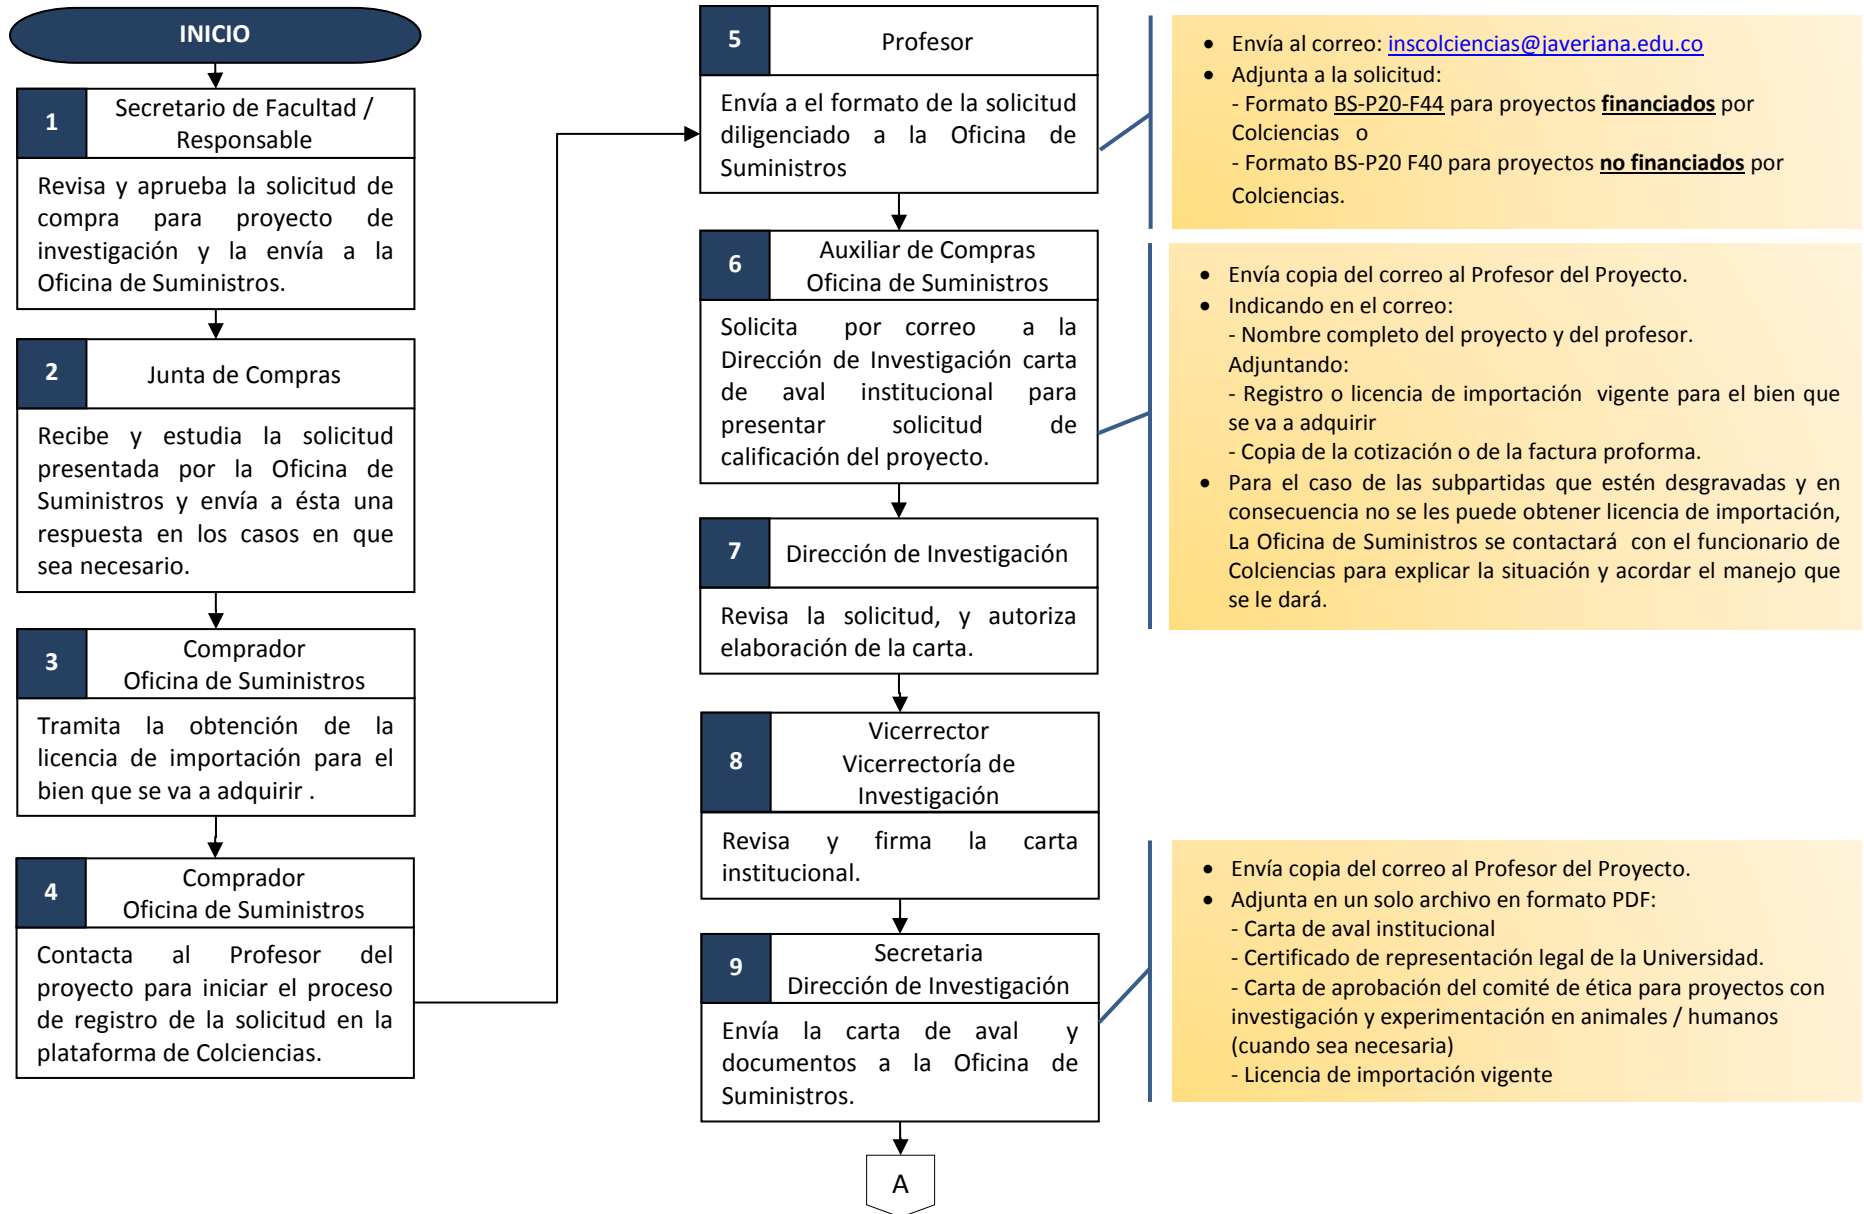 INICIO
1
Secretario de Facultad /
Responsable
Revisa y aprueba la solicitud de
compra para proyecto de
investigación y la envía a la
Oficina de Suministros.
2
Junta de Compras
Recibe y estudia la solicitud
presentada por la Oficina de
Suministros y envía a ésta una
respuesta en los casos en que
sea necesario.
3
Comprador
Oficina de Suministros
Tramita la obtención de la
licencia de importación para el
bien que se va a adquirir .
4
Comprador
Oficina de Suministros
Contacta al Profesor del
proyecto para iniciar el proceso
de registro de la solicitud en la
plataforma de Colciencias.
5
Profesor
Envía a el formato de la solicitud
diligenciado a la Oficina de
Suministros
• Envía al correo: inscolciencias@javeriana.edu.co
• Adjunta a la solicitud:
- Formato BS-P20-F44 para proyectos financiados por
Colciencias o
- Formato BS-P20 F40 para proyectos no financiados por
Colciencias.
6
Auxiliar de Compras
Oficina de Suministros
Solicita por correo a la
Dirección de Investigación carta
de aval institucional para
presentar solicitud de
calificación del proyecto.
• Envía copia del correo al Profesor del Proyecto.
• Indicando en el correo:
- Nombre completo del proyecto y del profesor.
Adjuntando:
- Registro o licencia de importación vigente para el bien que
se va a adquirir
- Copia de la cotización o de la factura proforma.
• Para el caso de las subpartidas que estén desgravadas y en
consecuencia no se les puede obtener licencia de importación,
La Oficina de Suministros se contactará con el funcionario de
Colciencias para explicar la situación y acordar el manejo que
se le dará.
7
Dirección de Investigación
Revisa la solicitud, y autoriza
elaboración de la carta.
8
Vicerrector
Vicerrectoría de
Investigación
Revisa y firma la carta
institucional.
9
Secretaria
Dirección de Investigación
Envía la carta de aval y
documentos a la Oficina de
Suministros.
• Envía copia del correo al Profesor del Proyecto.
• Adjunta en un solo archivo en formato PDF:
- Carta de aval institucional
- Certificado de representación legal de la Universidad.
- Carta de aprobación del comité de ética para proyectos con
investigación y experimentación en animales / humanos
(cuando sea necesaria)
- Licencia de importación vigente
A